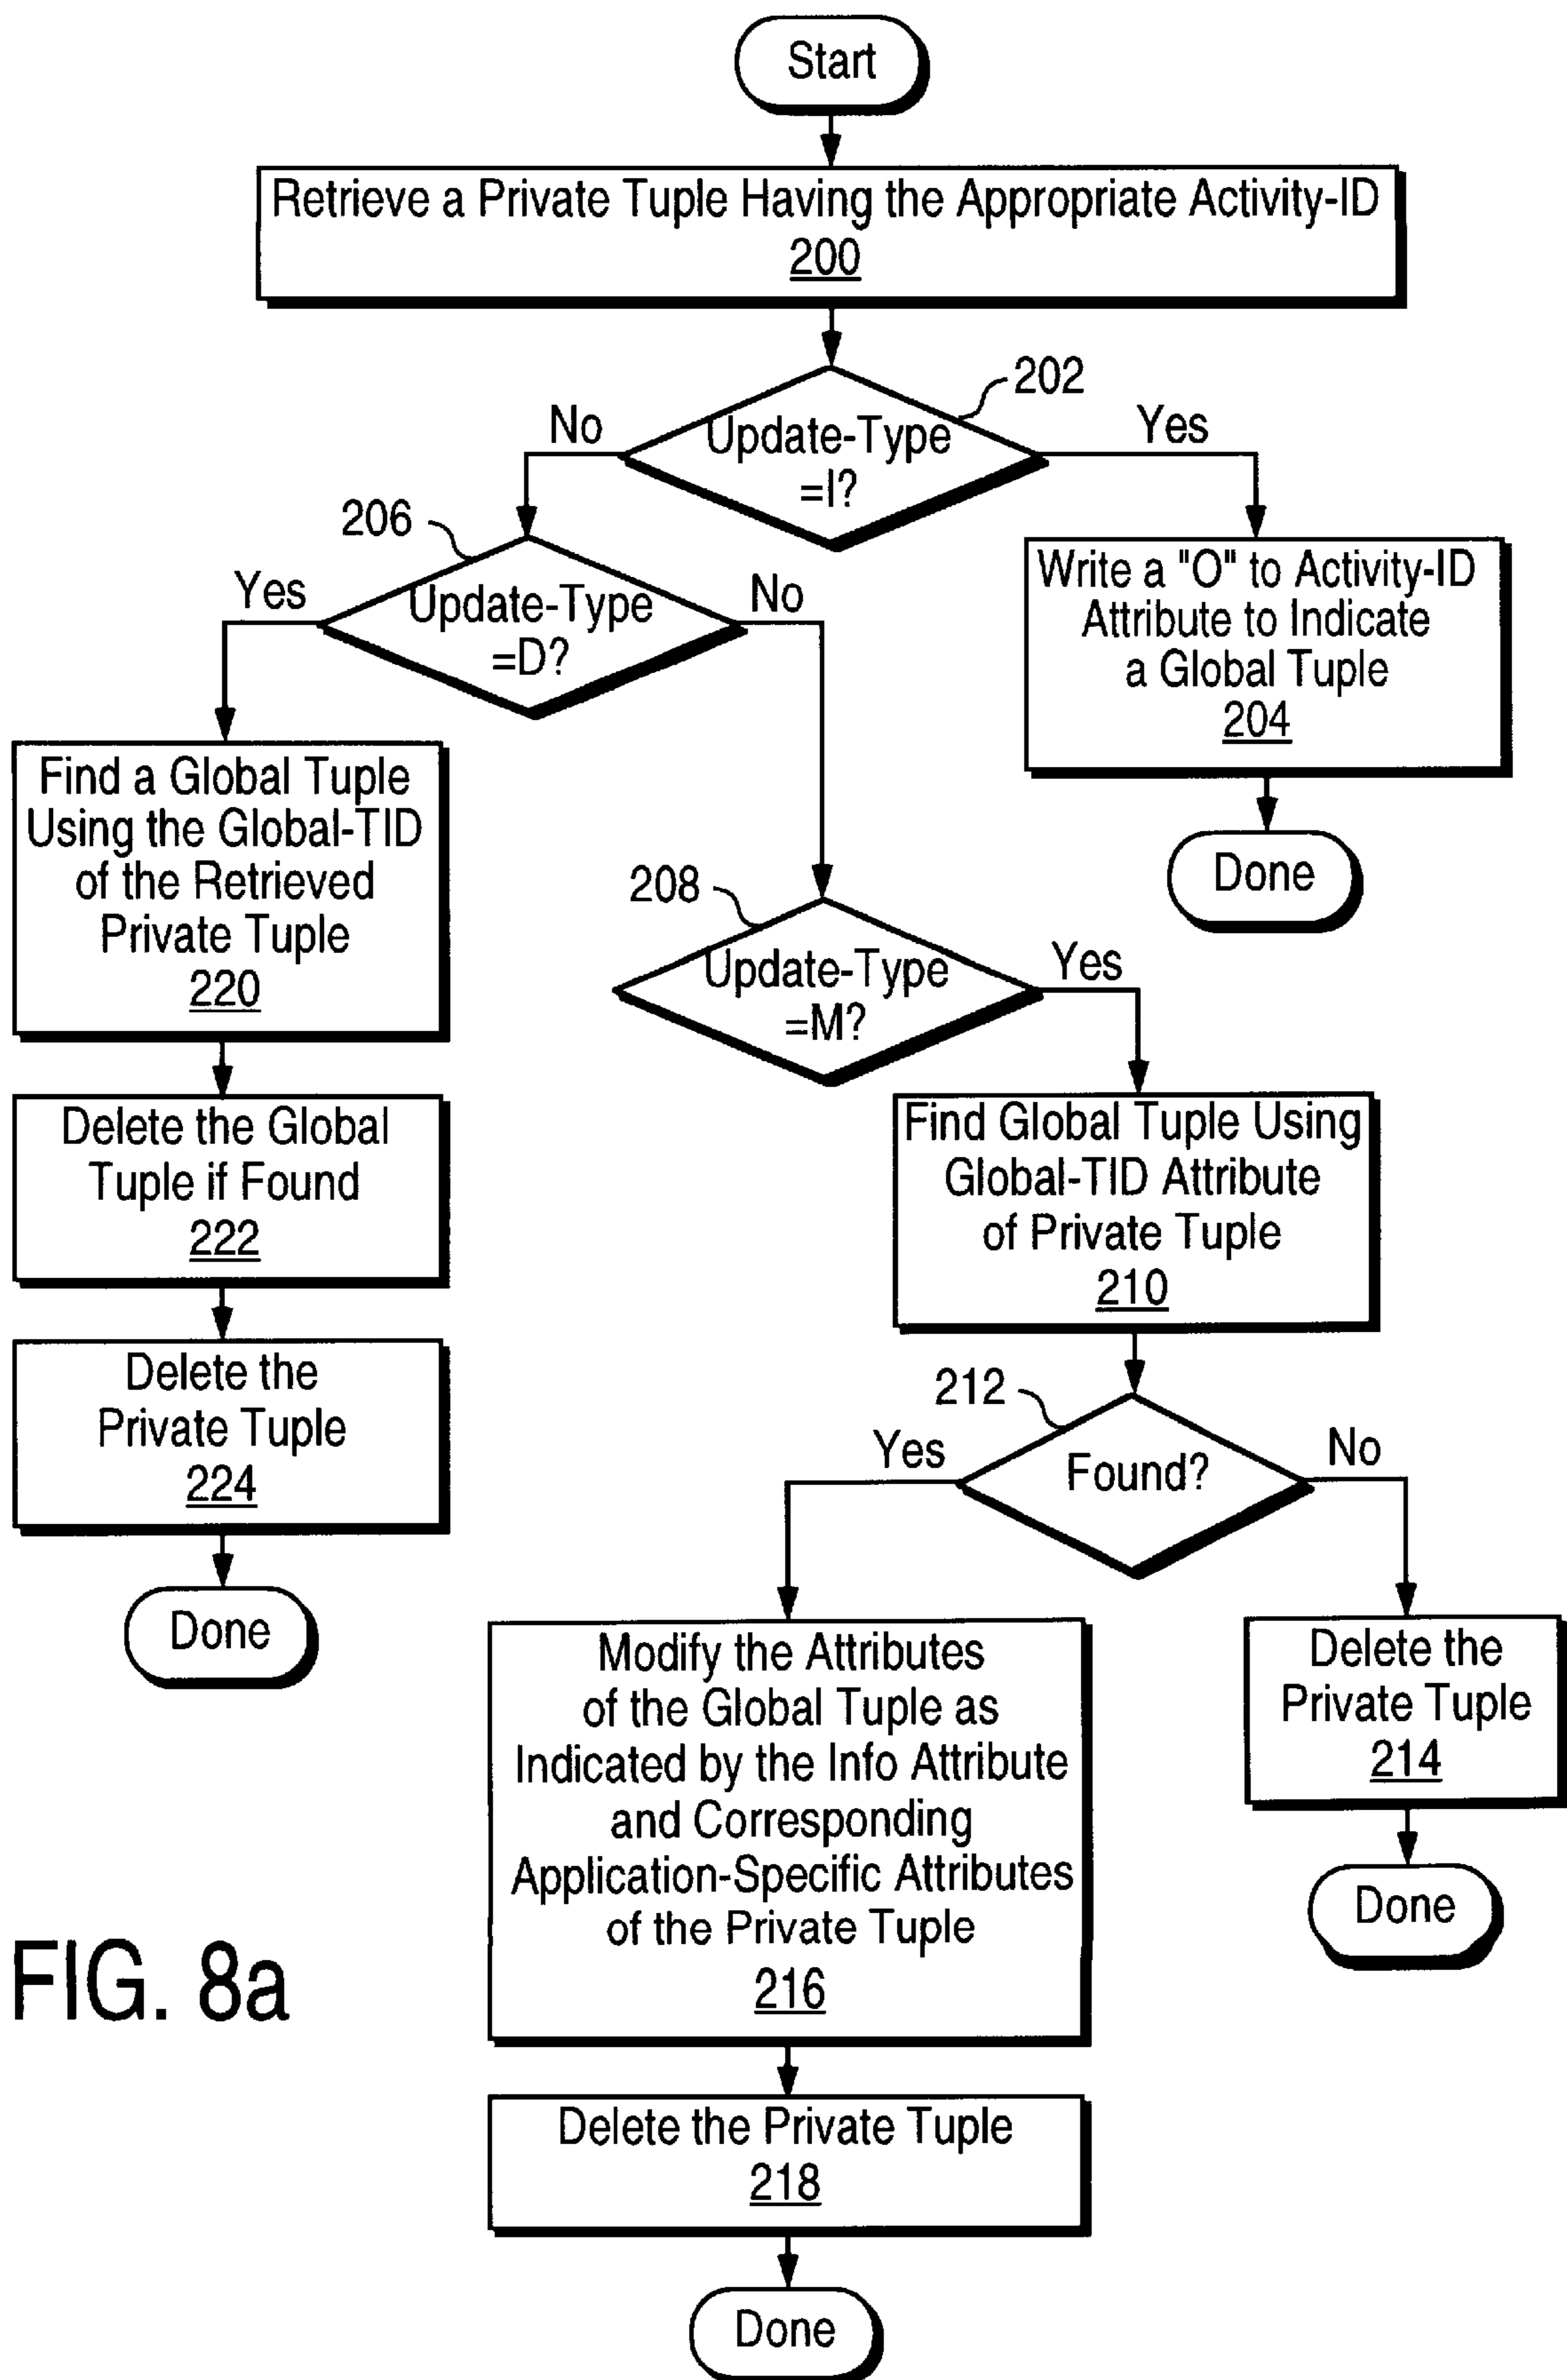 Start
Retrieve a Private Tuple Having the Appropriate Activity-ID
200
202
No
Update-Type
=I?
Yes
206
Yes
Update-Type
=D?
No
Write a "O" to Activity-ID
Attribute to Indicate
a Global Tuple
204
Done
Find a Global Tuple
Using the Global-TID
of the Retrieved
Private Tuple
220
208
Update-Type
=M?
Yes
Delete the Global
Tuple if Found
222
Find Global Tuple Using
Global-TID Attribute
of Private Tuple
210
Delete the
Private Tuple
224
Done
212
Yes
Found?
No
Modify the Attributes
of the Global Tuple as
Indicated by the Info Attribute
and Corresponding
Application-Specific Attributes
of the Private Tuple
216
Delete the
Private Tuple
214
Done
FIG. 8a
Delete the Private Tuple
218
Done